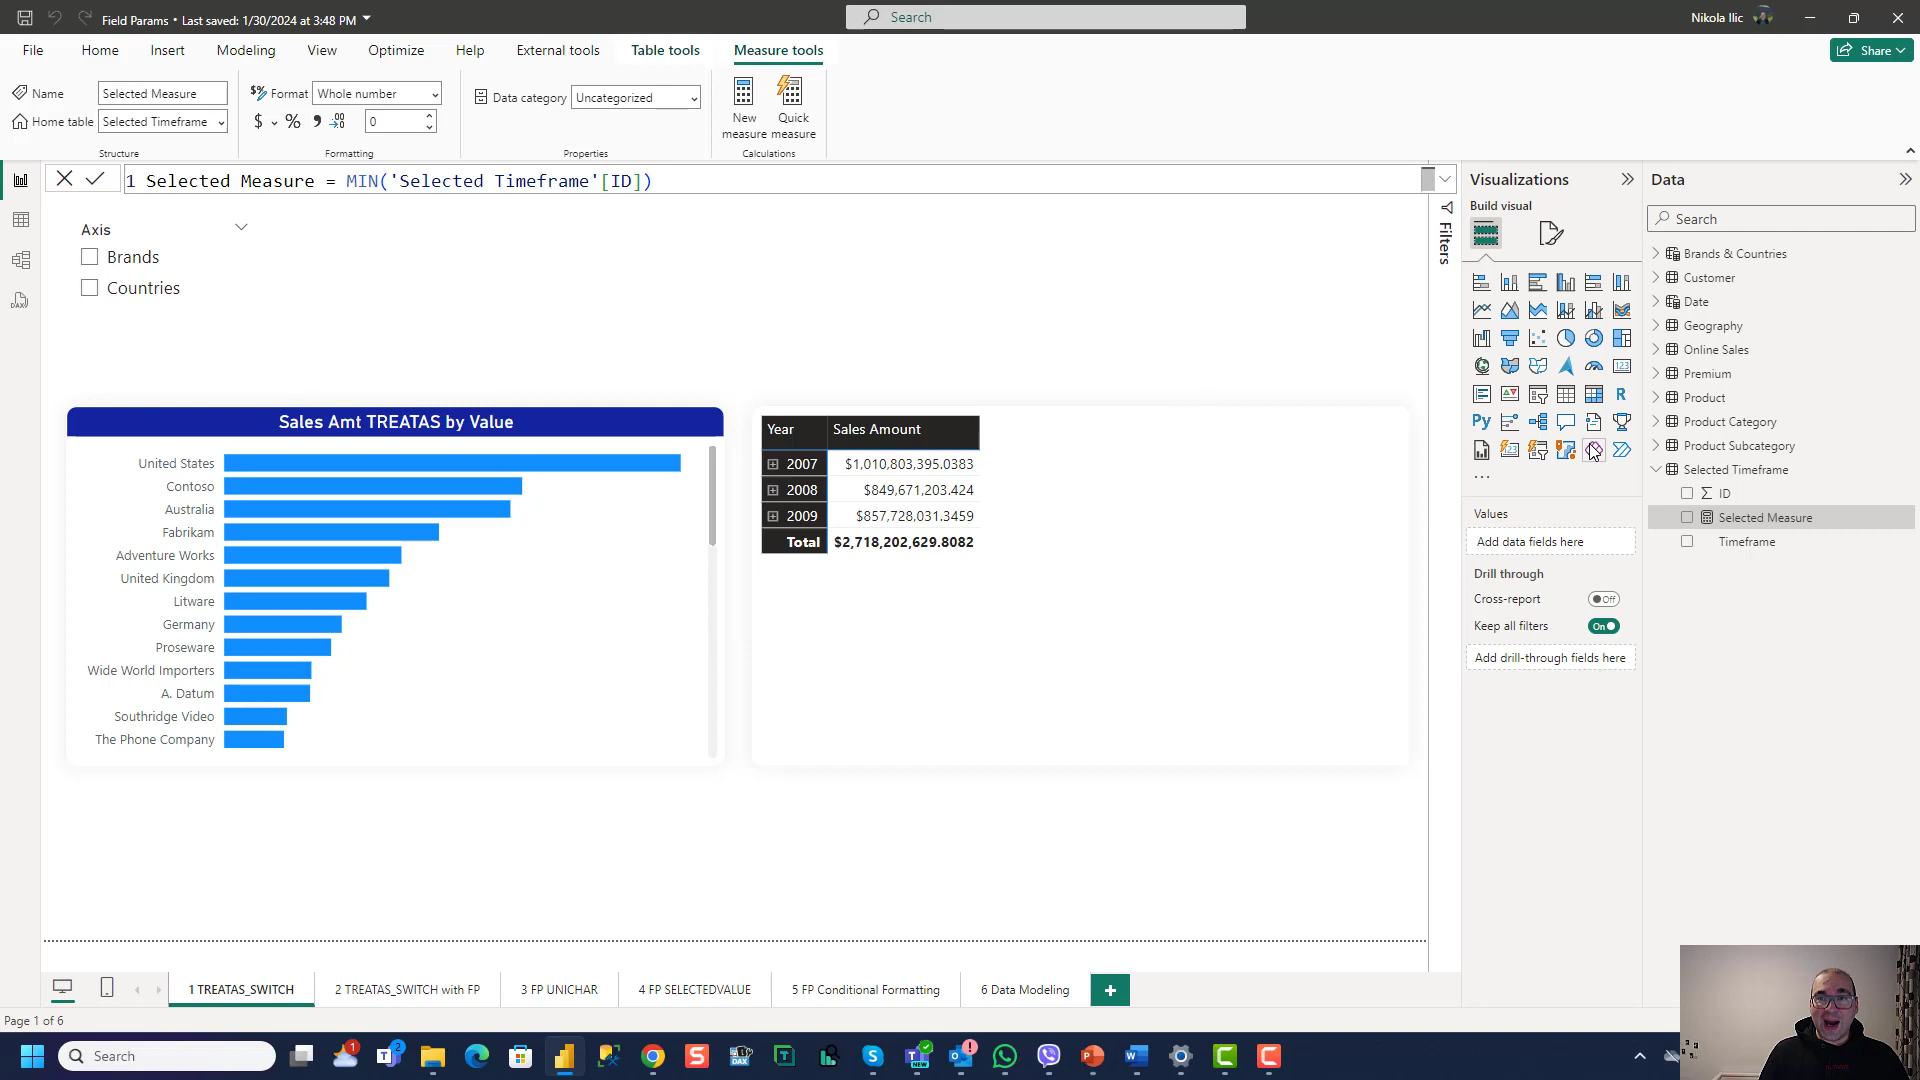 Field Params • Last saved: 1/30/2024 at 3:48 PM
Search
Nikola Ilic
File
Home
Insert
Modeling
View
Optimize
Help
External tools
Table tools
Measure tools
Share
Name
Selected Measure
Home table
Selected Timeframe
Structure
Format
Whole number
$
%
0
Formatting
Data category
Uncategorized
Properties
New measure
Quick measure
Calculations
1 Selected Measure = MIN('Selected Timeframe'[ID])
Axis
Brands
Countries
Sales Amt TREATAS by Value
United States
Contoso
Australia
Fabrikam
Adventure Works
United Kingdom
Litware
Germany
Proseware
Wide World Importers
A. Datum
Southridge Video
The Phone Company
Year Sales Amount
2007 $1,010,803,395.0383
2008 $849,671,203.424
2009 $857,728,031.3459
Total $2,718,202,629.8082
Filters
Visualizations
Build visual
R
Py
123
Values
Add data fields here
Drill through
Cross-report
Off
Keep all filters
On
Add drill-through fields here
Data
Search
Brands & Countries
Customer
Date
Geography
Online Sales
Premium
Product
Product Category
Product Subcategory
Selected Timeframe
ID
Selected Measure
Timeframe
1 TREATAS_SWITCH
2 TREATAS_SWITCH with FP
3 FP UNICHAR
4 FP SELECTEDVALUE
5 FP Conditional Formatting
6 Data Modeling
Page 1 of 6
Search